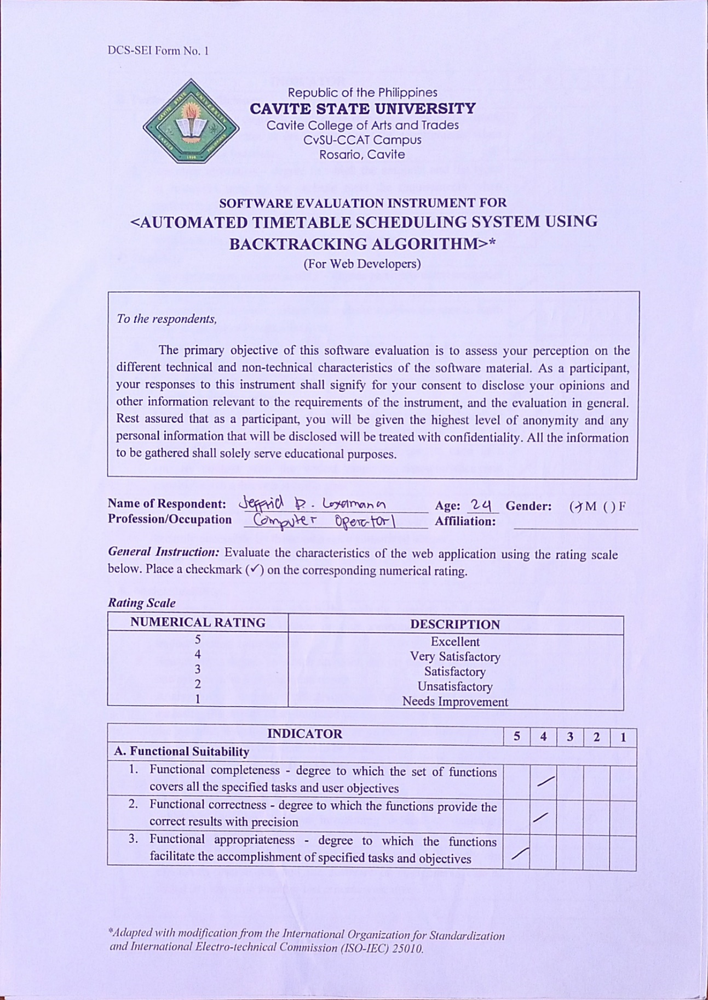 DCS-SEI Form No. 1
CAVITE STATE UNIVERSITY
CAVITE
PHILIPPINES
1906
Republic of the Philippines
CAVITE STATE UNIVERSITY
Cavite College of Arts and Trades
CvSU-CCAT Campus
Rosario, Cavite
SOFTWARE EVALUATION INSTRUMENT FOR
<AUTOMATED TIMETABLE SCHEDULING SYSTEM USING
BACKTRACKING ALGORITHM>*
(For Web Developers)
To the respondents,
The primary objective of this software evaluation is to assess your perception on the
different technical and non-technical characteristics of the software material. As a participant,
your responses to this instrument shall signify for your consent to disclose your opinions and
other information relevant to the requirements of the instrument, and the evaluation in general.
Rest assured that as a participant, you will be given the highest level of anonymity and any
personal information that will be disclosed will be treated with confidentiality. All the information
to be gathered shall solely serve educational purposes.
Name of Respondent: Jeffrid D. Loxamana Age: 24 Gender: (/) M ( ) F
Profession/Occupation Computer Operator 1 Affiliation:
General Instruction: Evaluate the characteristics of the web application using the rating scale
below. Place a checkmark (✓) on the corresponding numerical rating.
Rating Scale
NUMERICAL RATING DESCRIPTION
5 Excellent
4 Very Satisfactory
3 Satisfactory
2 Unsatisfactory
1 Needs Improvement
INDICATOR 5 4 3 2 1
A. Functional Suitability
1. Functional completeness - degree to which the set of functions
covers all the specified tasks and user objectives /
2. Functional correctness - degree to which the functions provide the
correct results with precision /
3. Functional appropriateness - degree to which the functions
facilitate the accomplishment of specified tasks and objectives /
*Adapted with modification from the International Organization for Standardization
and International Electro-technical Commission (ISO-IEC) 25010.